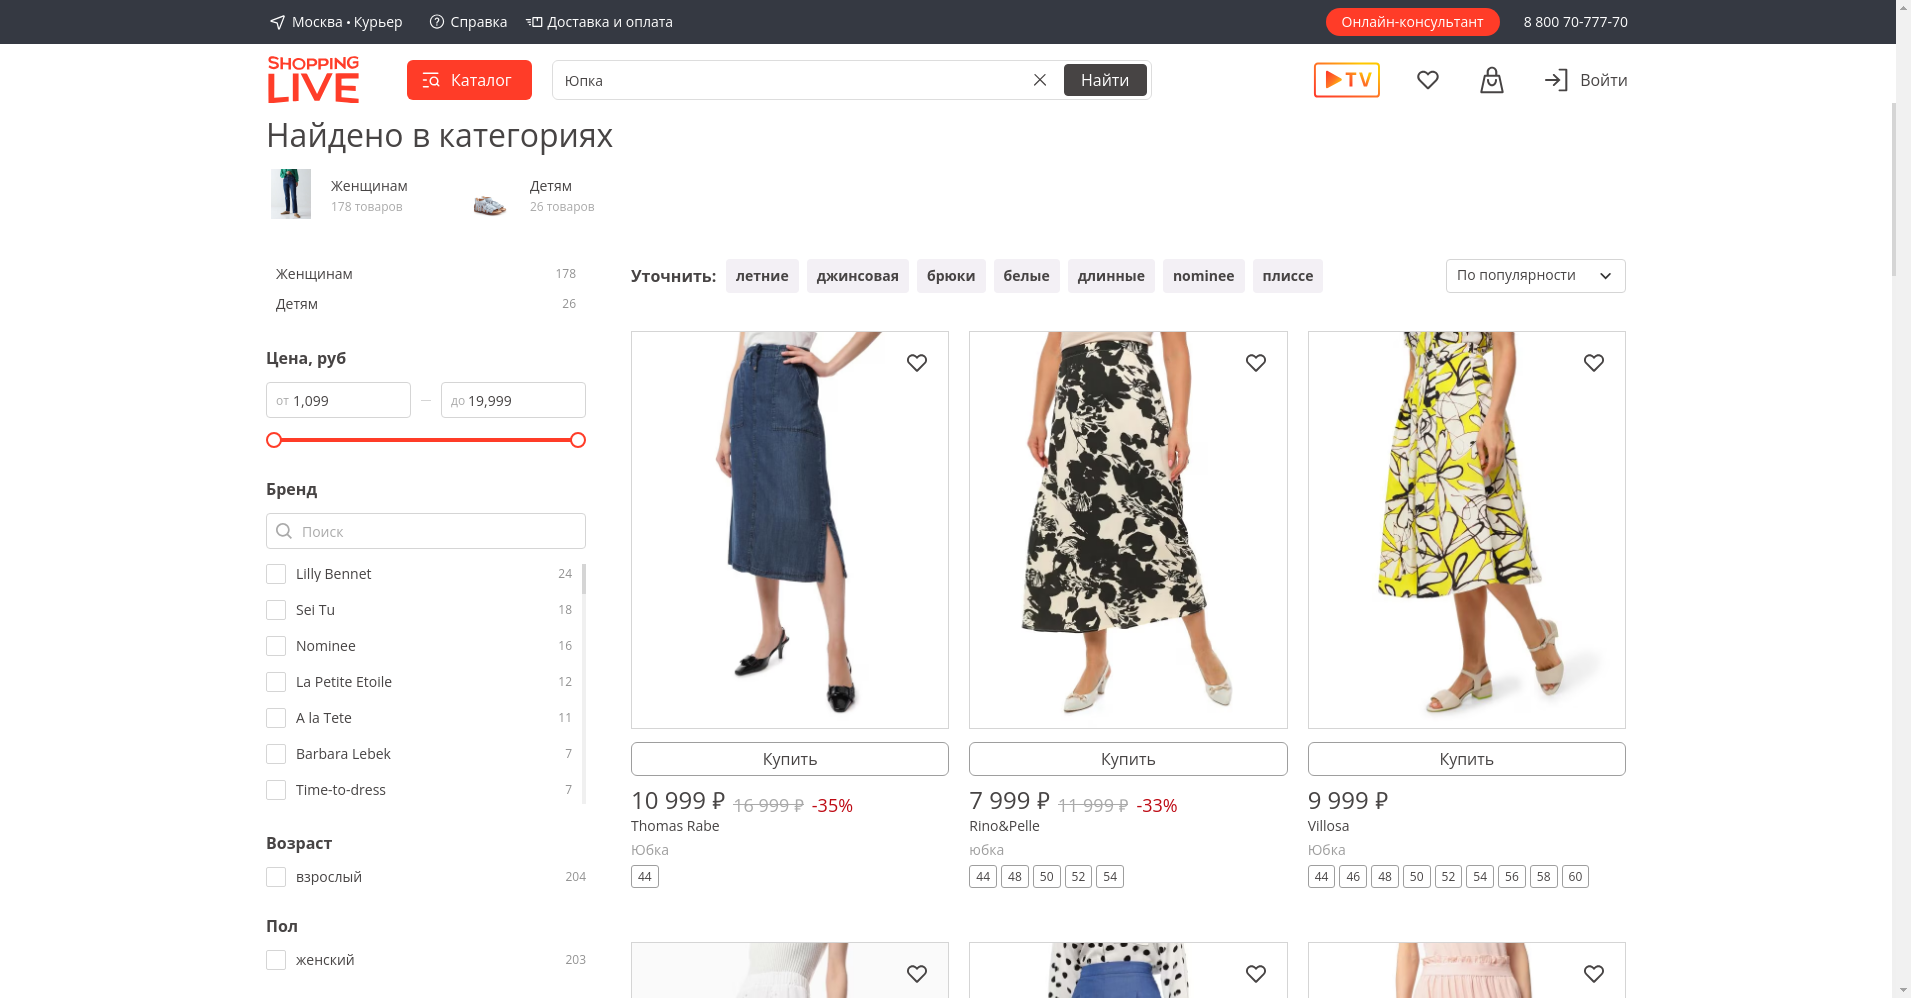 Москва • Курьер
Справка
Доставка и оплата
Онлайн-консультант
8 800 70-777-70
SHOPPING
LIVE
Каталог
Юпка
Найти
TV
Войти
Найдено в категориях
Женщинам
178 товаров
Детям
26 товаров
Женщинам 178
Детям 26
Цена, руб
от 1,099 — до 19,999
Бренд
Поиск
Lilly Bennet 24
Sei Tu 18
Nominee 16
La Petite Etoile 12
A la Tete 11
Barbara Lebek 7
Time-to-dress 7
Возраст
взрослый 204
Пол
женский 203
Уточнить: летние джинсовая брюки белые длинные nominee плиссе
По популярности
Купить
10 999 ₽ 16 999 ₽ -35%
Thomas Rabe
Юбка
44
Купить
7 999 ₽ 11 999 ₽ -33%
Rino&Pelle
юбка
44 48 50 52 54
Купить
9 999 ₽
Villosa
Юбка
44 46 48 50 52 54 56 58 60